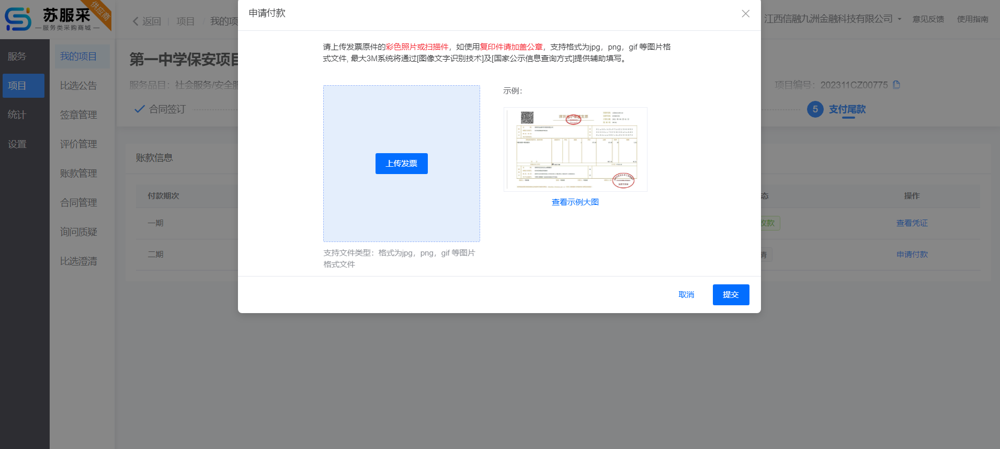 苏服采
服务类采购商城
供应商
返回
项目
我的项
江西信融九洲金融科技有限公司
意见反馈
使用指南
服务
项目
统计
设置
我的项目
比选公告
签章管理
评价管理
账款管理
合同管理
询问质疑
比选澄清
第一中学保安项目
服务品目：社会服务/安全服
项目编号：202311CZ00775
合同签订
5 支付尾款
账款信息
付款期次
态
操作
一期
收款
查看凭证
二期
请
申请付款
申请付款
请上传发票原件的彩色照片或扫描件，如使用复印件请加盖公章，支持格式为jpg，png，gif 等图片格
式文件, 最大3M系统将通过[图像文字识别技术]及[国家公示信息查询方式]提供辅助填写。
上传发票
示例：
查看示例大图
支持文件类型：格式为jpg，png，gif 等图片
格式文件
取消
提交